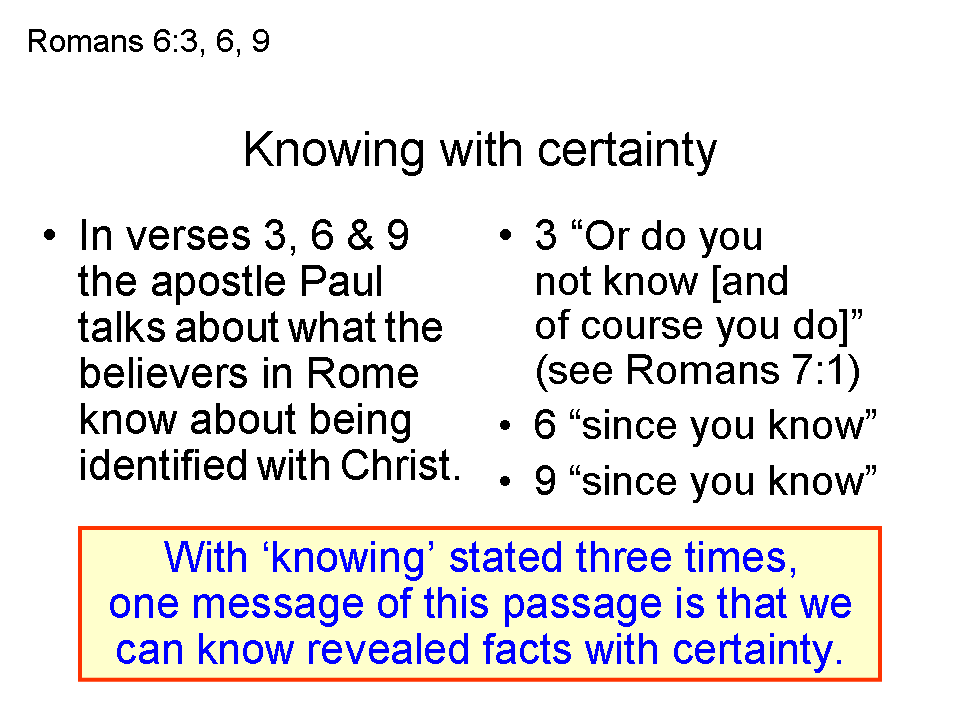 Romans 6:3, 6, 9
Knowing with certainty
• In verses 3, 6 & 9
the apostle Paul
talks about what the
believers in Rome
know about being
identified with Christ.
• 3 “Or do you
not know [and
of course you do]”
(see Romans 7:1)
• 6 “since you know”
• 9 “since you know”
With ‘knowing’ stated three times,
one message of this passage is that we
can know revealed facts with certainty.